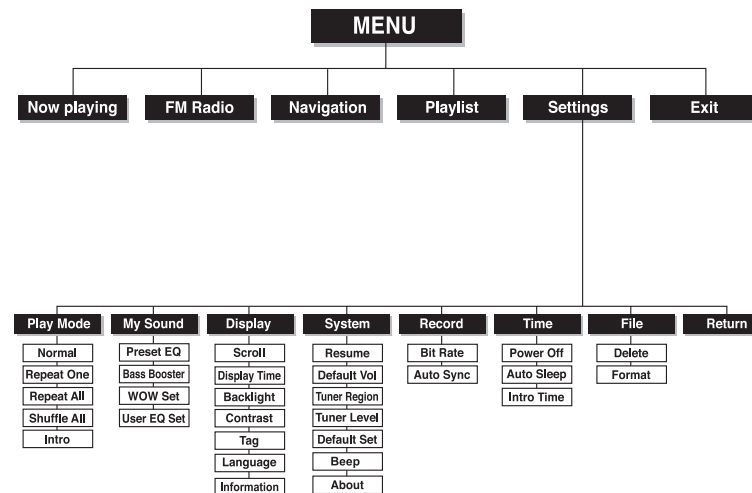 MENU
Now playing
FM Radio
Navigation
Playlist
Settings
Exit
Play Mode
Normal
Repeat One
Repeat All
Shuffle All
Intro
My Sound
Preset EQ
Bass Booster
WOW Set
User EQ Set
Display
Scroll
Display Time
Backlight
Contrast
Tag
Language
Information
System
Resume
Default Vol
Tuner Region
Tuner Level
Default Set
Beep
About
Record
Bit Rate
Auto Sync
Time
Power Off
Auto Sleep
Intro Time
File
Delete
Format
Return